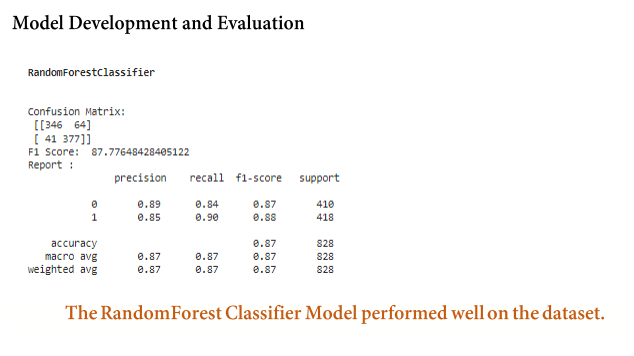 Model Development and Evaluation
RandomForestClassifier
Confusion Matrix:
[[346  64]
[ 41 377]]
F1 Score:  87.77648428405122
Report :
precision    recall  f1-score   support
0       0.89      0.84      0.87       410
1       0.85      0.90      0.88       418
accuracy                           0.87       828
macro avg       0.87      0.87      0.87       828
weighted avg       0.87      0.87      0.87       828
The RandomForest Classifier Model performed well on the dataset.